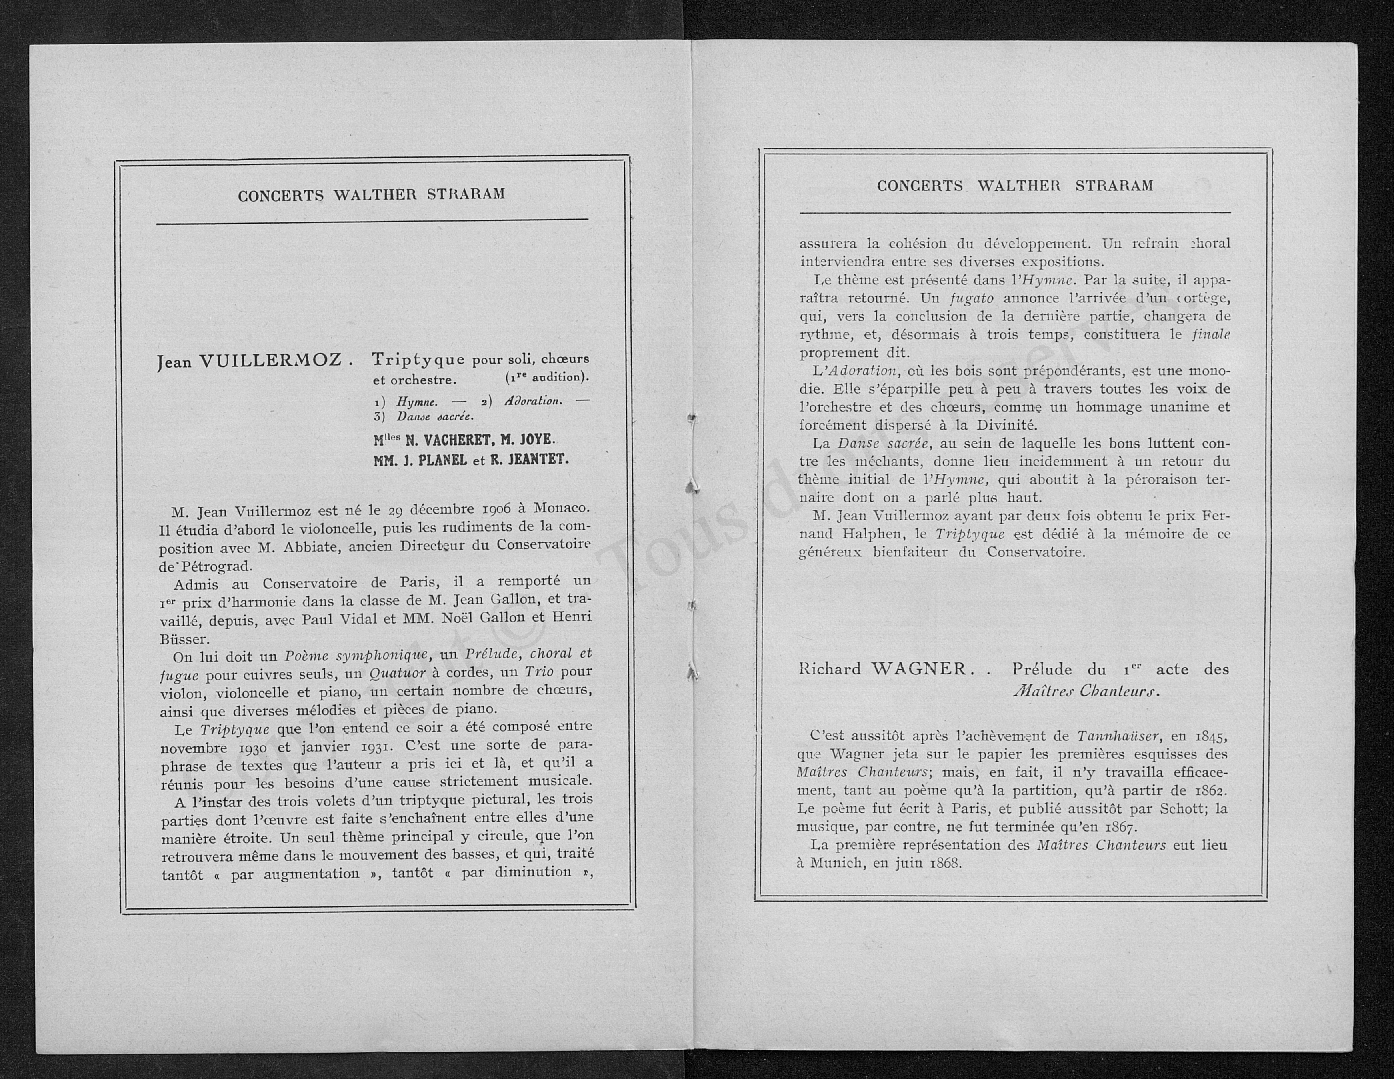 CONCERTS WALTHER STRARAM
Jean VUILLERMOZ . Triptyque pour soli, chœurs
et orchestre. (1re audition).
1) Hymne. — 2) Adoration. —
3) Danse sacrée.
Mlles N. VACHERET, M. JOYE.
MM. J. PLANEL et R. JEANTET.
M. Jean Vuillermoz est né le 29 décembre 1906 à Monaco.
Il étudia d'abord le violoncelle, puis les rudiments de la com-
position avec M. Abbiate, ancien Directeur du Conservatoire
de Pétrograd.
Admis au Conservatoire de Paris, il a remporté un
1er prix d'harmonie dans la classe de M. Jean Gallon, et tra-
vaillé, depuis, avec Paul Vidal et MM. Noël Gallon et Henri
Büsser.
On lui doit un Poème symphonique, un Prélude, choral et
fugue pour cuivres seuls, un Quatuor à cordes, un Trio pour
violon, violoncelle et piano, un certain nombre de chœurs,
ainsi que diverses mélodies et pièces de piano.
Le Triptyque que l'on entend ce soir a été composé entre
novembre 1930 et janvier 1931. C'est une sorte de para-
phrase de textes que l'auteur a pris ici et là, et qu'il a
réunis pour les besoins d'une cause strictement musicale.
A l'instar des trois volets d'un triptyque pictural, les trois
parties dont l'œuvre est faite s'enchaînent entre elles d'une
manière étroite. Un seul thème principal y circule, que l'on
retrouvera même dans le mouvement des basses, et qui, traité
tantôt « par augmentation », tantôt « par diminution »,
CONCERTS WALTHER STRARAM
assurera la cohésion du développement. Un refrain choral
interviendra entre ses diverses expositions.
Le thème est présenté dans l'Hymne. Par la suite, il appa-
raîtra retourné. Un fugato annonce l'arrivée d'un cortège,
qui, vers la conclusion de la dernière partie, changera de
rythme, et, désormais à trois temps, constituera le finale
proprement dit.
L'Adoration, où les bois sont prépondérants, est une mono-
die. Elle s'éparpille peu à peu à travers toutes les voix de
l'orchestre et des chœurs, comme un hommage unanime et
forcément dispersé à la Divinité.
La Danse sacrée, au sein de laquelle les bons luttent con-
tre les méchants, donne lieu incidemment à un retour du
thème initial de l'Hymne, qui aboutit à la péroraison ter-
naire dont on a parlé plus haut.
M. Jean Vuillermoz ayant par deux fois obtenu le prix Fer-
nand Halphen, le Triptyque est dédié à la mémoire de ce
généreux bienfaiteur du Conservatoire.
Richard WAGNER. . Prélude du 1er acte des
Maîtres Chanteurs.
C'est aussitôt après l'achèvement de Tannhaüser, en 1845,
que Wagner jeta sur le papier les premières esquisses des
Maîtres Chanteurs; mais, en fait, il n'y travailla efficace-
ment, tant au poème qu'à la partition, qu'à partir de 1862.
Le poème fut écrit à Paris, et publié aussitôt par Schott; la
musique, par contre, ne fut terminée qu'en 1867.
La première représentation des Maîtres Chanteurs eut lieu
à Munich, en juin 1868.
Copyright © Tous droits réservés